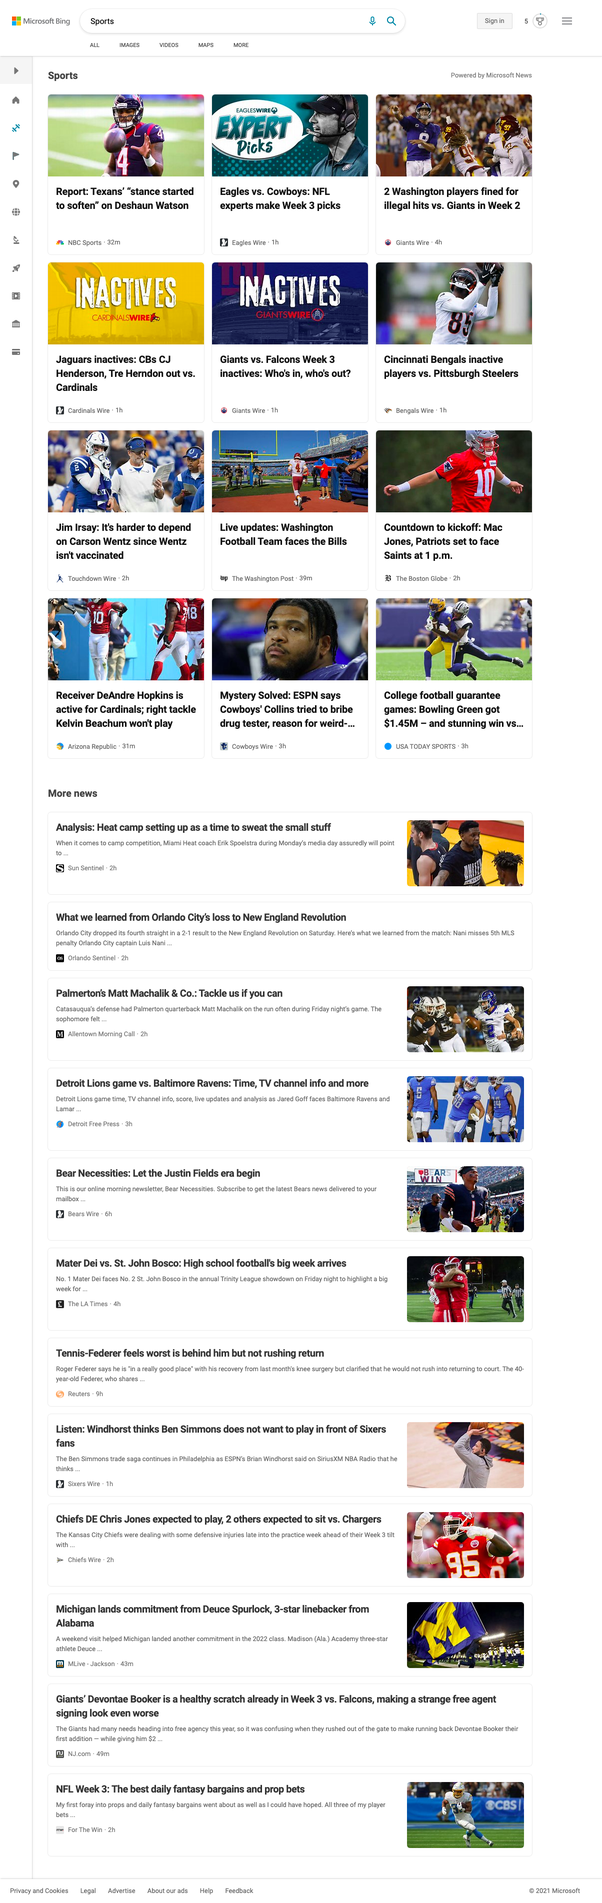 Microsoft Bing
Sports
Sign in
5
ALL
IMAGES
VIDEOS
MAPS
MORE
Sports
Powered by Microsoft News
4
EAGLESWIRE
EXPERT
Picks
Report: Texans' "stance started
to soften" on Deshaun Watson
NBC Sports · 32m
Eagles vs. Cowboys: NFL
experts make Week 3 picks
Eagles Wire · 1h
2 Washington players fined for
illegal hits vs. Giants in Week 2
Giants Wire · 4h
INACTIVES
CARDINALSWIRE
INACTIVES
GIANTSWIRE
85
Jaguars inactives: CBs CJ
Henderson, Tre Herndon out vs.
Cardinals
Cardinals Wire · 1h
Giants vs. Falcons Week 3
inactives: Who's in, who's out?
Giants Wire · 1h
Cincinnati Bengals inactive
players vs. Pittsburgh Steelers
Bengals Wire · 1h
10
Jim Irsay: It's harder to depend
on Carson Wentz since Wentz
isn't vaccinated
Touchdown Wire · 2h
Live updates: Washington
Football Team faces the Bills
wp The Washington Post · 39m
Countdown to kickoff: Mac
Jones, Patriots set to face
Saints at 1 p.m.
B The Boston Globe · 2h
10
18
Receiver DeAndre Hopkins is
active for Cardinals; right tackle
Kelvin Beachum won't play
Arizona Republic · 31m
Mystery Solved: ESPN says
Cowboys' Collins tried to bribe
drug tester, reason for weird-...
Cowboys Wire · 3h
College football guarantee
games: Bowling Green got
$1.45M – and stunning win vs...
USA TODAY SPORTS · 3h
More news
Analysis: Heat camp setting up as a time to sweat the small stuff
When it comes to camp competition, Miami Heat coach Erik Spoelstra during Monday's media day assuredly will point
to ...
Sun Sentinel · 2h
What we learned from Orlando City's loss to New England Revolution
Orlando City dropped its fourth straight in a 2-1 result to the New England Revolution on Saturday. Here's what we learned from the match: Nani misses 5th MLS
penalty Orlando City captain Luis Nani ...
Orlando Sentinel · 2h
Palmerton's Matt Machalik & Co.: Tackle us if you can
Catasauqua's defense had Palmerton quarterback Matt Machalik on the run often during Friday night's game. The
sophomore felt ...
Allentown Morning Call · 2h
Detroit Lions game vs. Baltimore Ravens: Time, TV channel info and more
Detroit Lions game time, TV channel info, score, live updates and analysis as Jared Goff faces Baltimore Ravens and
Lamar ...
Detroit Free Press · 3h
Bear Necessities: Let the Justin Fields era begin
This is our online morning newsletter, Bear Necessities. Subscribe to get the latest Bears news delivered to your
mailbox ...
Bears Wire · 6h
BEARS
WIN
Mater Dei vs. St. John Bosco: High school football's big week arrives
No. 1 Mater Dei faces No. 2 St. John Bosco in the annual Trinity League showdown on Friday night to highlight a big
week for ...
The LA Times · 4h
Tennis-Federer feels worst is behind him but not rushing return
Roger Federer says he is "in a really good place" with his recovery from last month's knee surgery but clarified that he would not rush into returning to court. The 40-
year-old Federer, who shares ...
Reuters · 9h
Listen: Windhorst thinks Ben Simmons does not want to play in front of Sixers
fans
The Ben Simmons trade saga continues in Philadelphia as ESPN's Brian Windhorst said on SiriusXM NBA Radio that he
thinks ...
Sixers Wire · 1h
Chiefs DE Chris Jones expected to play, 2 others expected to sit vs. Chargers
The Kansas City Chiefs were dealing with some defensive injuries late into the practice week ahead of their Week 3 tilt
with ...
Chiefs Wire · 2h
95
Michigan lands commitment from Deuce Spurlock, 3-star linebacker from
Alabama
A weekend visit helped Michigan landed another commitment in the 2022 class. Madison (Ala.) Academy three-star
athlete Deuce ...
MLive - Jackson · 43m
Giants' Devontae Booker is a healthy scratch already in Week 3 vs. Falcons, making a strange free agent
signing look even worse
The Giants had many needs heading into free agency this year, so it was confusing when they rushed out of the gate to make running back Devontae Booker their
first addition — while giving him $2 ...
NJ.com · 49m
NFL Week 3: The best daily fantasy bargains and prop bets
My first foray into props and daily fantasy bargains went about as well as I could have hoped. All three of my player
bets ...
For The Win · 2h
CBS
Privacy and Cookies
Legal
Advertise
About our ads
Help
Feedback
© 2021 Microsoft